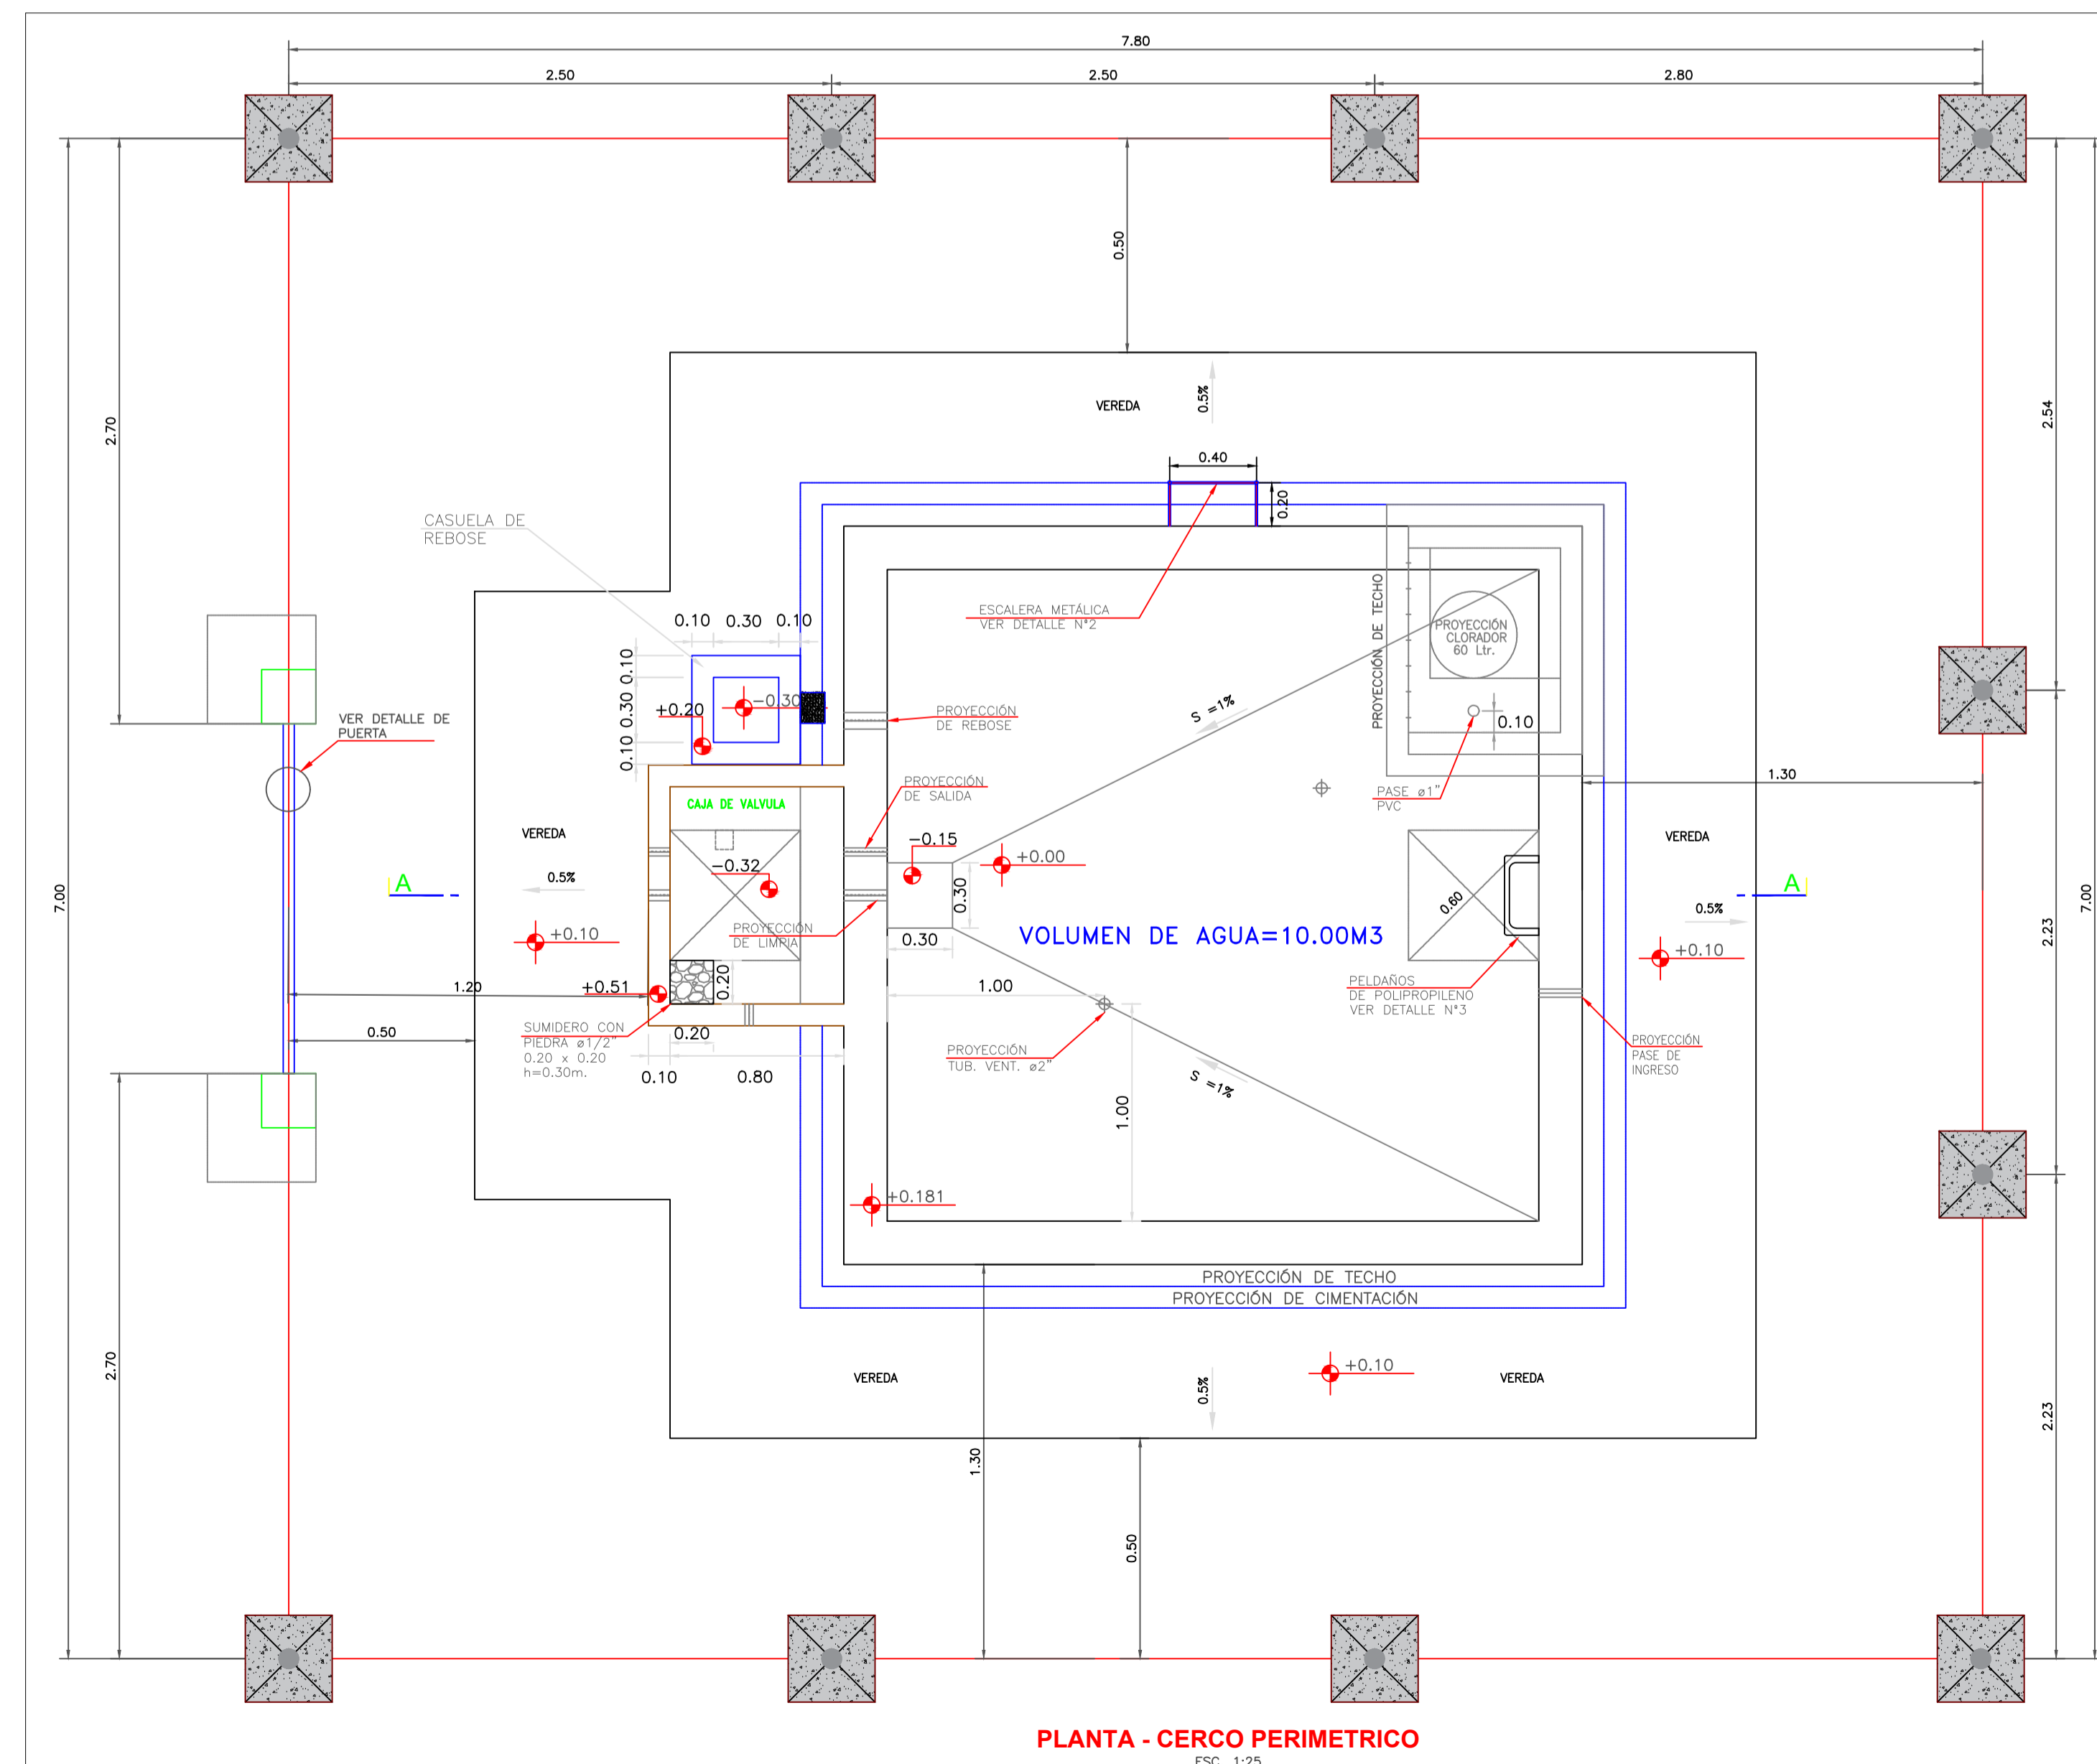 7.80
2.50
2.50
2.80
2.70
0.50
2.54
VEREDA
0.5%
0.40
0.20
CASUELA DE
REBOSE
0.10
0.30
0.10
0.10
0.30
0.10
-0.30
+0.20
ESCALERA METÁLICA
VER DETALLE N°2
PROYECCIÓN DE TECHO
PROYECCIÓN
CLORADOR
60 Ltr.
0.10
PASE ø1"
PVC
S =1%
PROYECCIÓN
DE REBOSE
VER DETALLE DE
PUERTA
1.30
PROYECCIÓN
DE SALIDA
CAJA DE VALVULA
VEREDA
VEREDA
-0.15
+0.00
-0.32
7.00
A
0.5%
0.30
0.60
A
0.5%
7.00
2.23
+0.10
PROYECCIÓN
DE LIMPIA
0.30
VOLUMEN DE AGUA=10.00M3
+0.10
1.20
+0.51
0.20
1.00
PELDAÑOS
DE POLIPROPILENO
VER DETALLE N°3
0.50
SUMIDERO CON
PIEDRA ø1/2"
0.20 x 0.20
h=0.30m.
0.20
0.10
0.80
PROYECCIÓN
TUB. VENT. ø2"
PROYECCIÓN
PASE DE
INGRESO
S =1%
1.00
+0.181
PROYECCIÓN DE TECHO
PROYECCIÓN DE CIMENTACIÓN
2.70
VEREDA
0.5%
+0.10
VEREDA
2.23
1.30
0.50
PLANTA - CERCO PERIMETRICO
ESC. 1:25